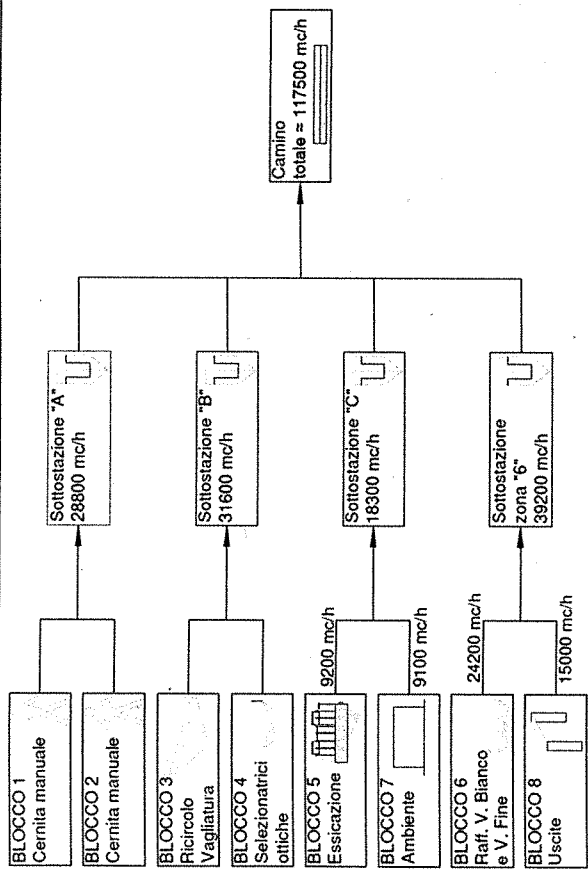 BLOCCO 1
Cernita manuale
BLOCCO 2
Cernita manuale
Sottostazione "A"
28800 mc/h
BLOCCO 3
Ricircolo
Vagliatura
BLOCCO 4
Selezionatrici
ottiche
Sottostazione "B"
31600 mc/h
BLOCCO 5
Essicazione
9200 mc/h
BLOCCO 7
Ambiente
9100 mc/h
Sottostazione "C"
18300 mc/h
BLOCCO 6
Raff. V. Bianco
e V. Fine
24200 mc/h
BLOCCO 8
Uscite
15000 mc/h
Sottostazione
zona "6"
39200 mc/h
Camino
totale = 117500 mc/h